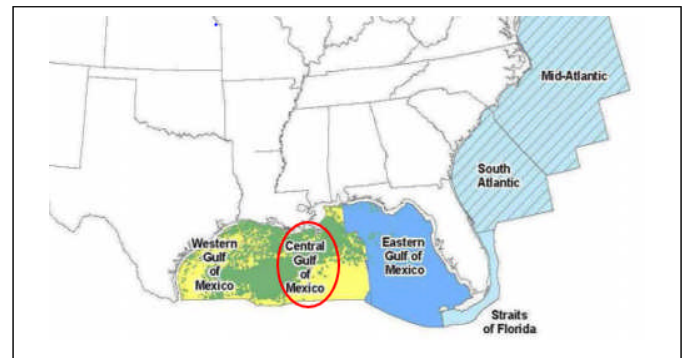 Mid-Atlantic
South
Atlantic
Western
Gulf
of
Mexico
Central
Gulf
of
Mexico
Eastern
Gulf of
Mexico
Straits
of Florida